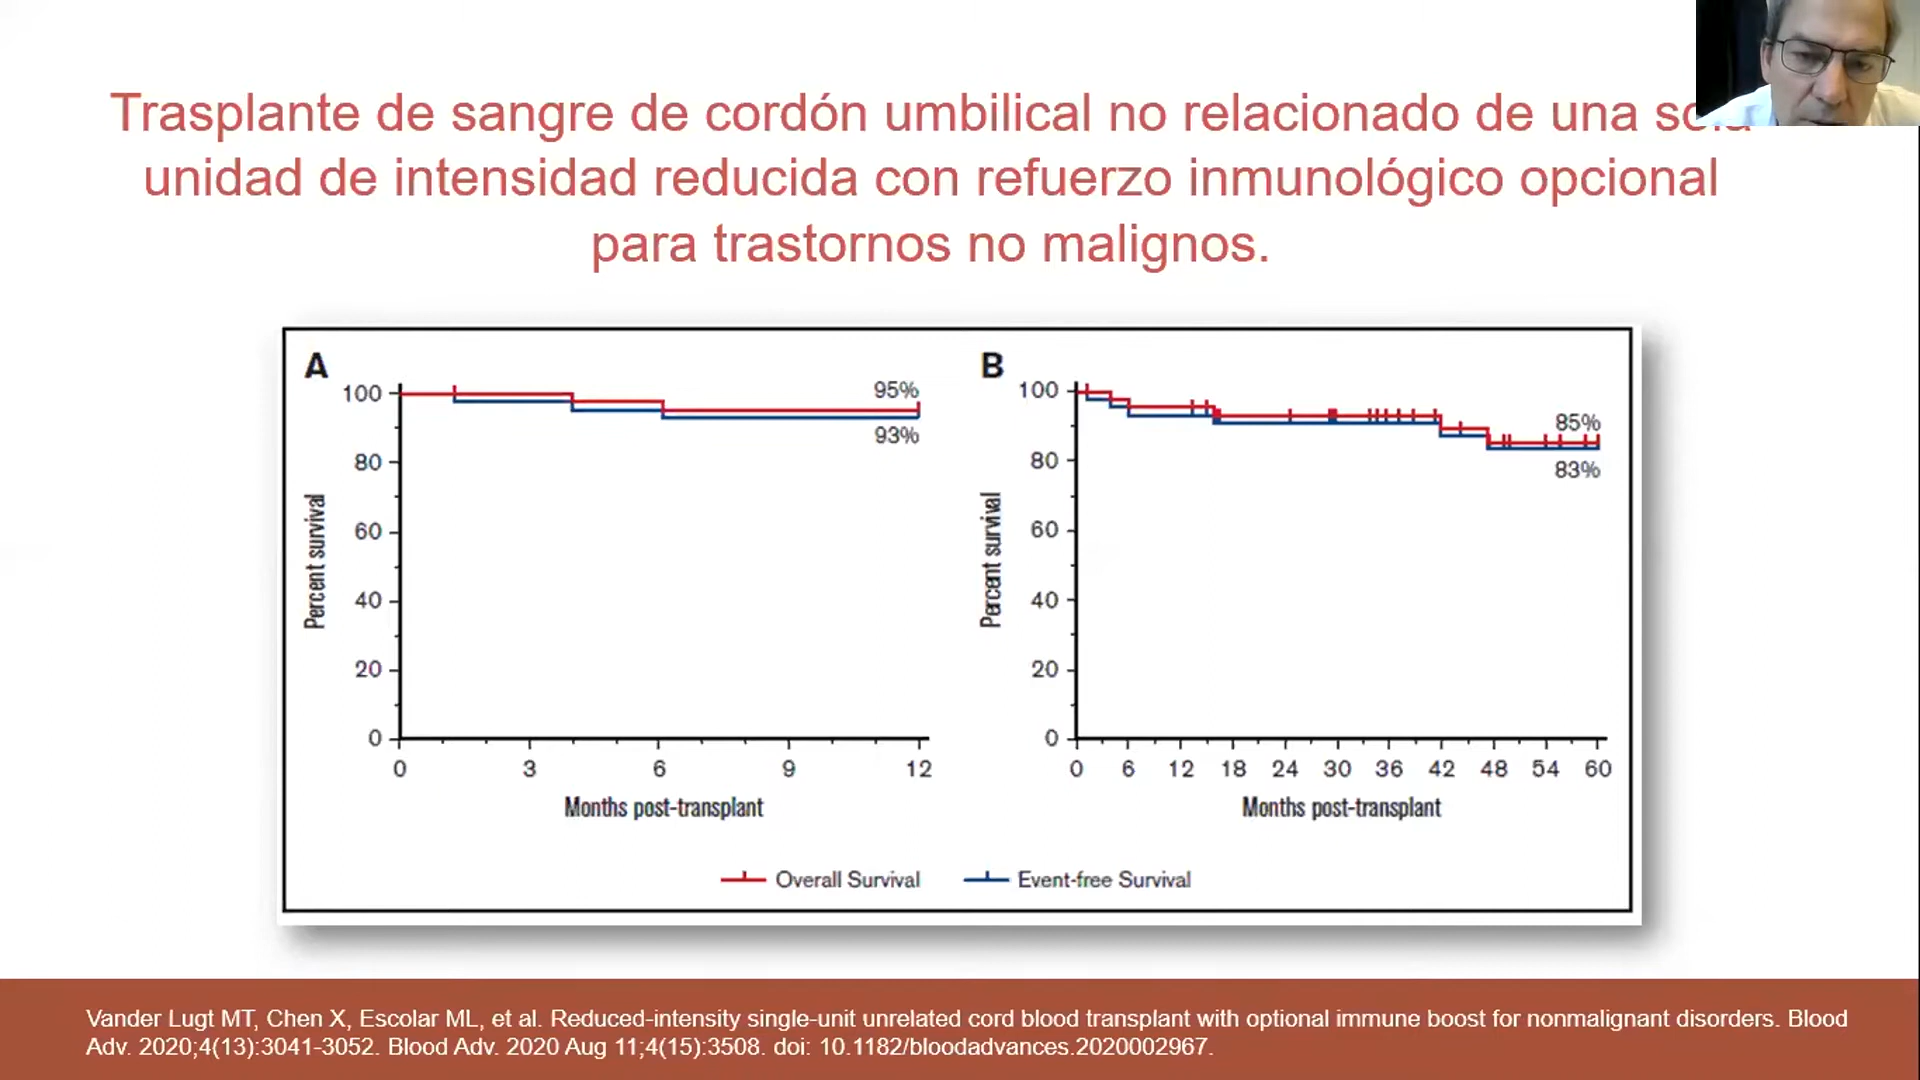 Trasplante de sangre de cordón umbilical no relacionado de una sola
unidad de intensidad reducida con refuerzo inmunológico opcional
para trastornos no malignos.
A
100
80
60
40
20
0
Percent survival
95%
93%
0 3 6 9 12
Months post-transplant
B
100
80
60
40
20
0
Percent survival
85%
83%
0 6 12 18 24 30 36 42 48 54 60
Months post-transplant
Overall Survival Event-free Survival
Vander Lugt MT, Chen X, Escolar ML, et al. Reduced-intensity single-unit unrelated cord blood transplant with optional immune boost for nonmalignant disorders. Blood
Adv. 2020;4(13):3041-3052. Blood Adv. 2020 Aug 11;4(15):3508. doi: 10.1182/bloodadvances.2020002967.